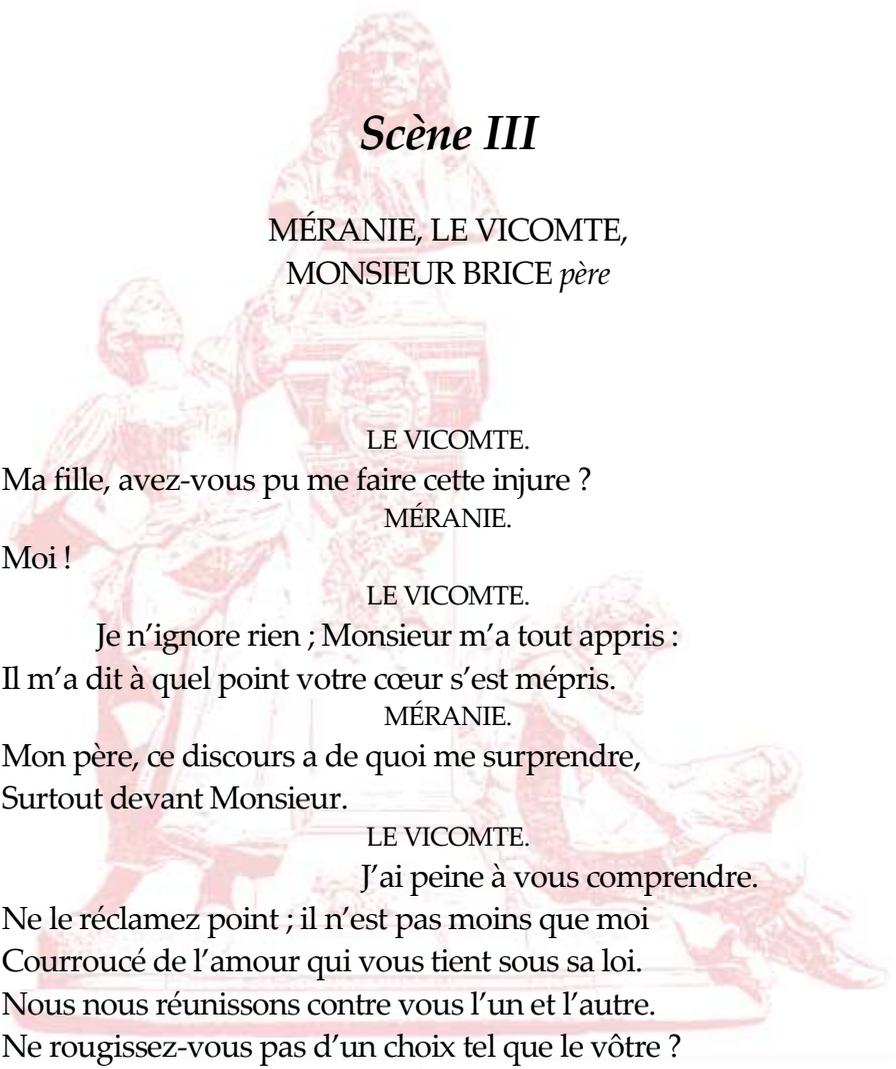 Scène III
MÉRANIE, LE VICOMTE,
MONSIEUR BRICE père
LE VICOMTE.
Ma fille, avez-vous pu me faire cette injure ?
MÉRANIE.
Moi !
LE VICOMTE.
Je n’ignore rien ; Monsieur m’a tout appris :
Il m’a dit à quel point votre cœur s’est mépris.
MÉRANIE.
Mon père, ce discours a de quoi me surprendre,
Surtout devant Monsieur.
LE VICOMTE.
J’ai peine à vous comprendre.
Ne le réclamez point ; il n’est pas moins que moi
Courroucé de l’amour qui vous tient sous sa loi.
Nous nous réunissons contre vous l’un et l’autre.
Ne rougissez-vous pas d’un choix tel que le vôtre ?